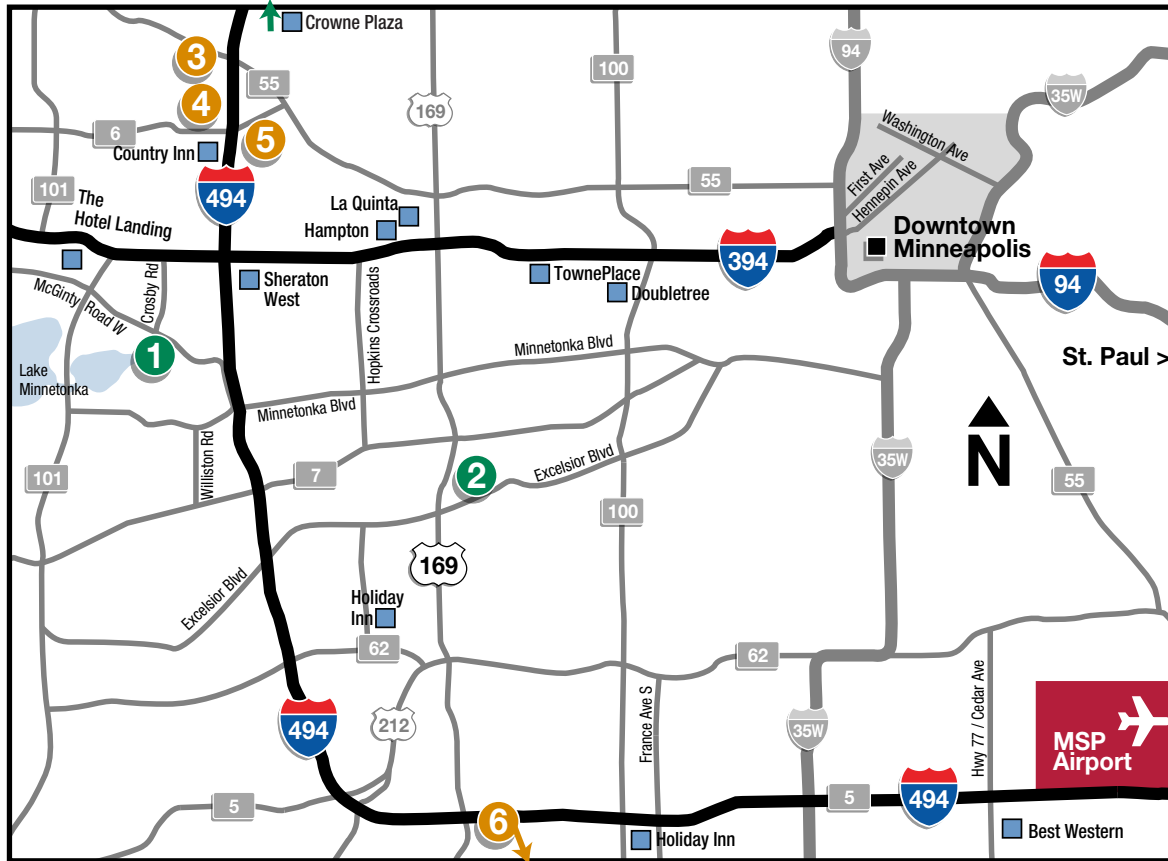 Crowne Plaza
3
94
100
55
35W
4
169
6
5
Washington Ave
Country Inn
First Ave
Hennepin Ave
101
494
55
The
Hotel Landing
La Quinta
Hampton
Downtown
Minneapolis
394
Sheraton
West
TownePlace
Doubletree
94
Crosby Rd
McGinty Road W
Hopkins Crossroads
1
Minnetonka Blvd
St. Paul >
Lake
Minnetonka
Minnetonka Blvd
N
Williston Rd
7
2
Excelsior Blvd
35W
101
55
100
169
Excelsior Blvd
Holiday
Inn
62
62
France Ave S
Hwy 77 / Cedar Ave
494
212
35W
MSP
Airport
5
5
494
6
Holiday Inn
Best Western